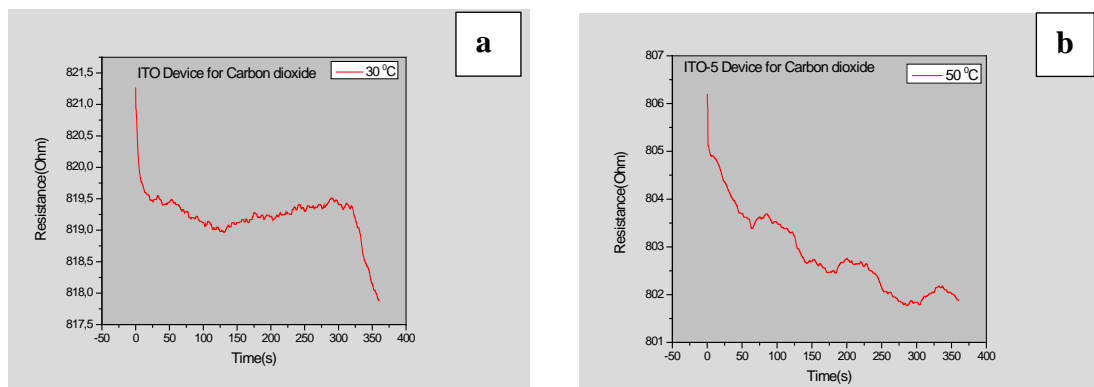 a
ITO Device for Carbon dioxide
30 ⁰C
821,5
821,0
820,5
820,0
819,5
819,0
818,5
818,0
817,5
Resistance(Ohm)
-50 0 50 100 150 200 250 300 350 400
Time(s)
b
ITO-5 Device for Carbon dioxide
50 ⁰C
807
806
805
804
803
802
801
Resistance(Ohm)
-50 0 50 100 150 200 250 300 350 400
Time(s)